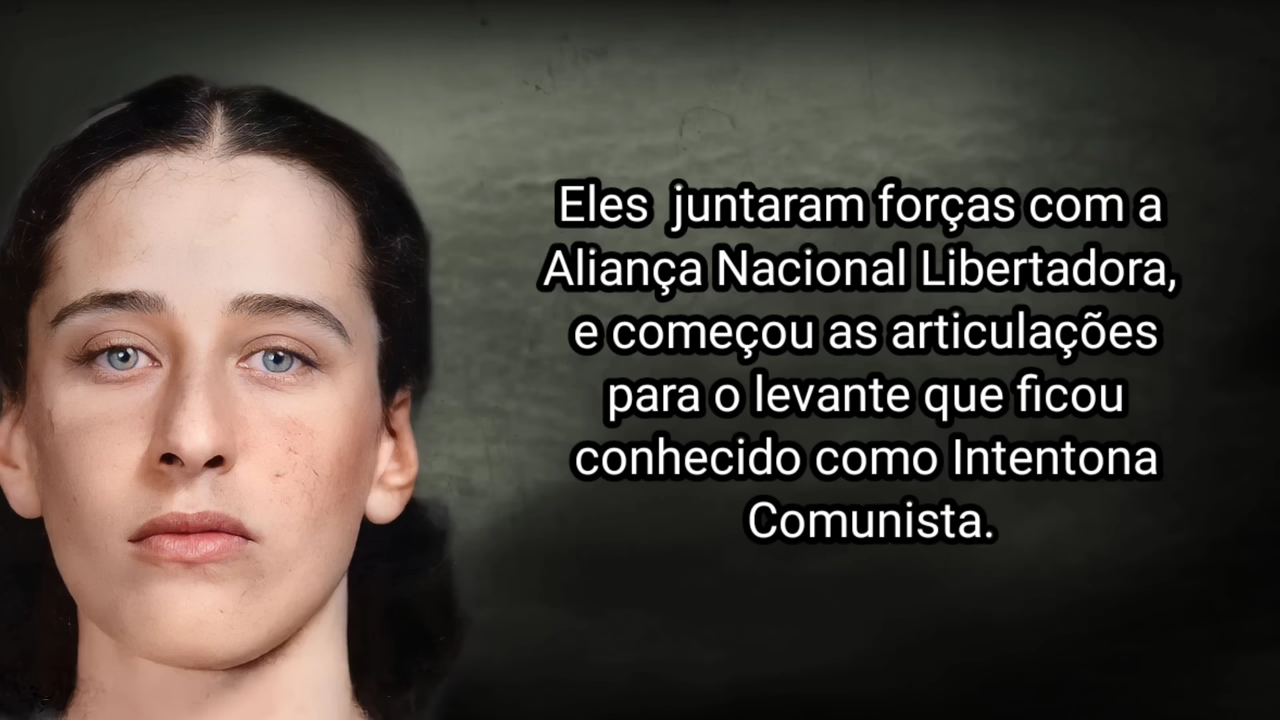 Eles juntaram forças com a
Aliança Nacional Libertadora,
e começou as articulações
para o levante que ficou
conhecido como Intentona
Comunista.